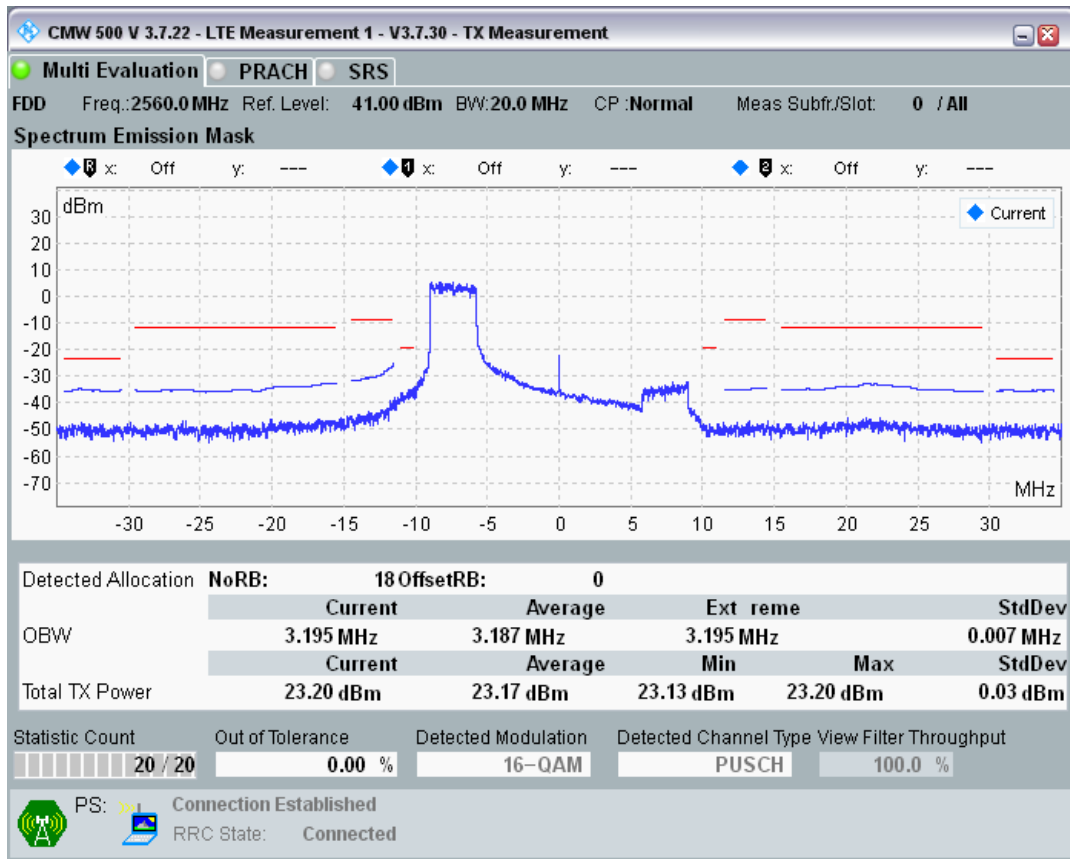 CMW 500 V 3.7.22 - LTE Measurement 1 - V3.7.30 - TX Measurement
Multi Evaluation PRACH SRS
FDD Freq.:2560.0 MHz Ref. Level: 41.00 dBm BW:20.0 MHz CP :Normal Meas Subfr./Slot: 0 / All
Spectrum Emission Mask
R x: Off y: --- 1 x: Off y: --- 2 x: Off y: ---
dBm
Current
30
20
10
0
-10
-20
-30
-40
-50
-60
-70
MHz
-30 -25 -20 -15 -10 -5 0 5 10 15 20 25 30
Detected Allocation NoRB: 18 OffsetRB: 0
Current Average Ext reme StdDev
OBW 3.195 MHz 3.187 MHz 3.195 MHz 0.007 MHz
Current Average Min Max StdDev
Total TX Power 23.20 dBm 23.17 dBm 23.13 dBm 23.20 dBm 0.03 dBm
Statistic Count Out of Tolerance Detected Modulation Detected Channel Type View Filter Throughput
20 / 20 0.00 % 16-QAM PUSCH 100.0 %
PS: Connection Established
RRC State: Connected